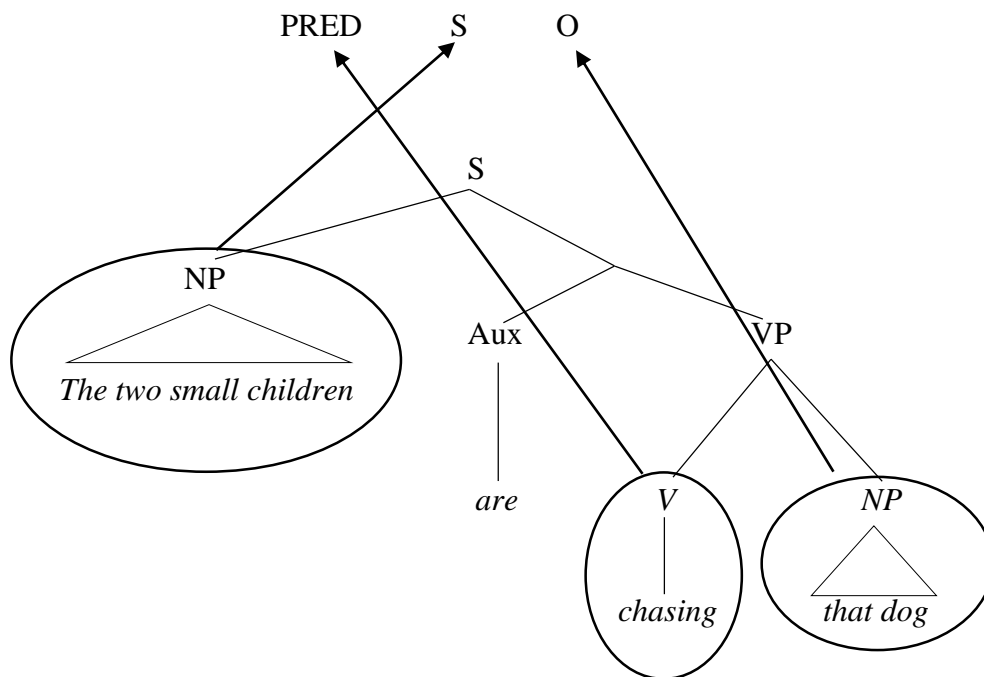 PRED S O
S
NP
Aux VP
The two small children
are V NP
chasing that dog